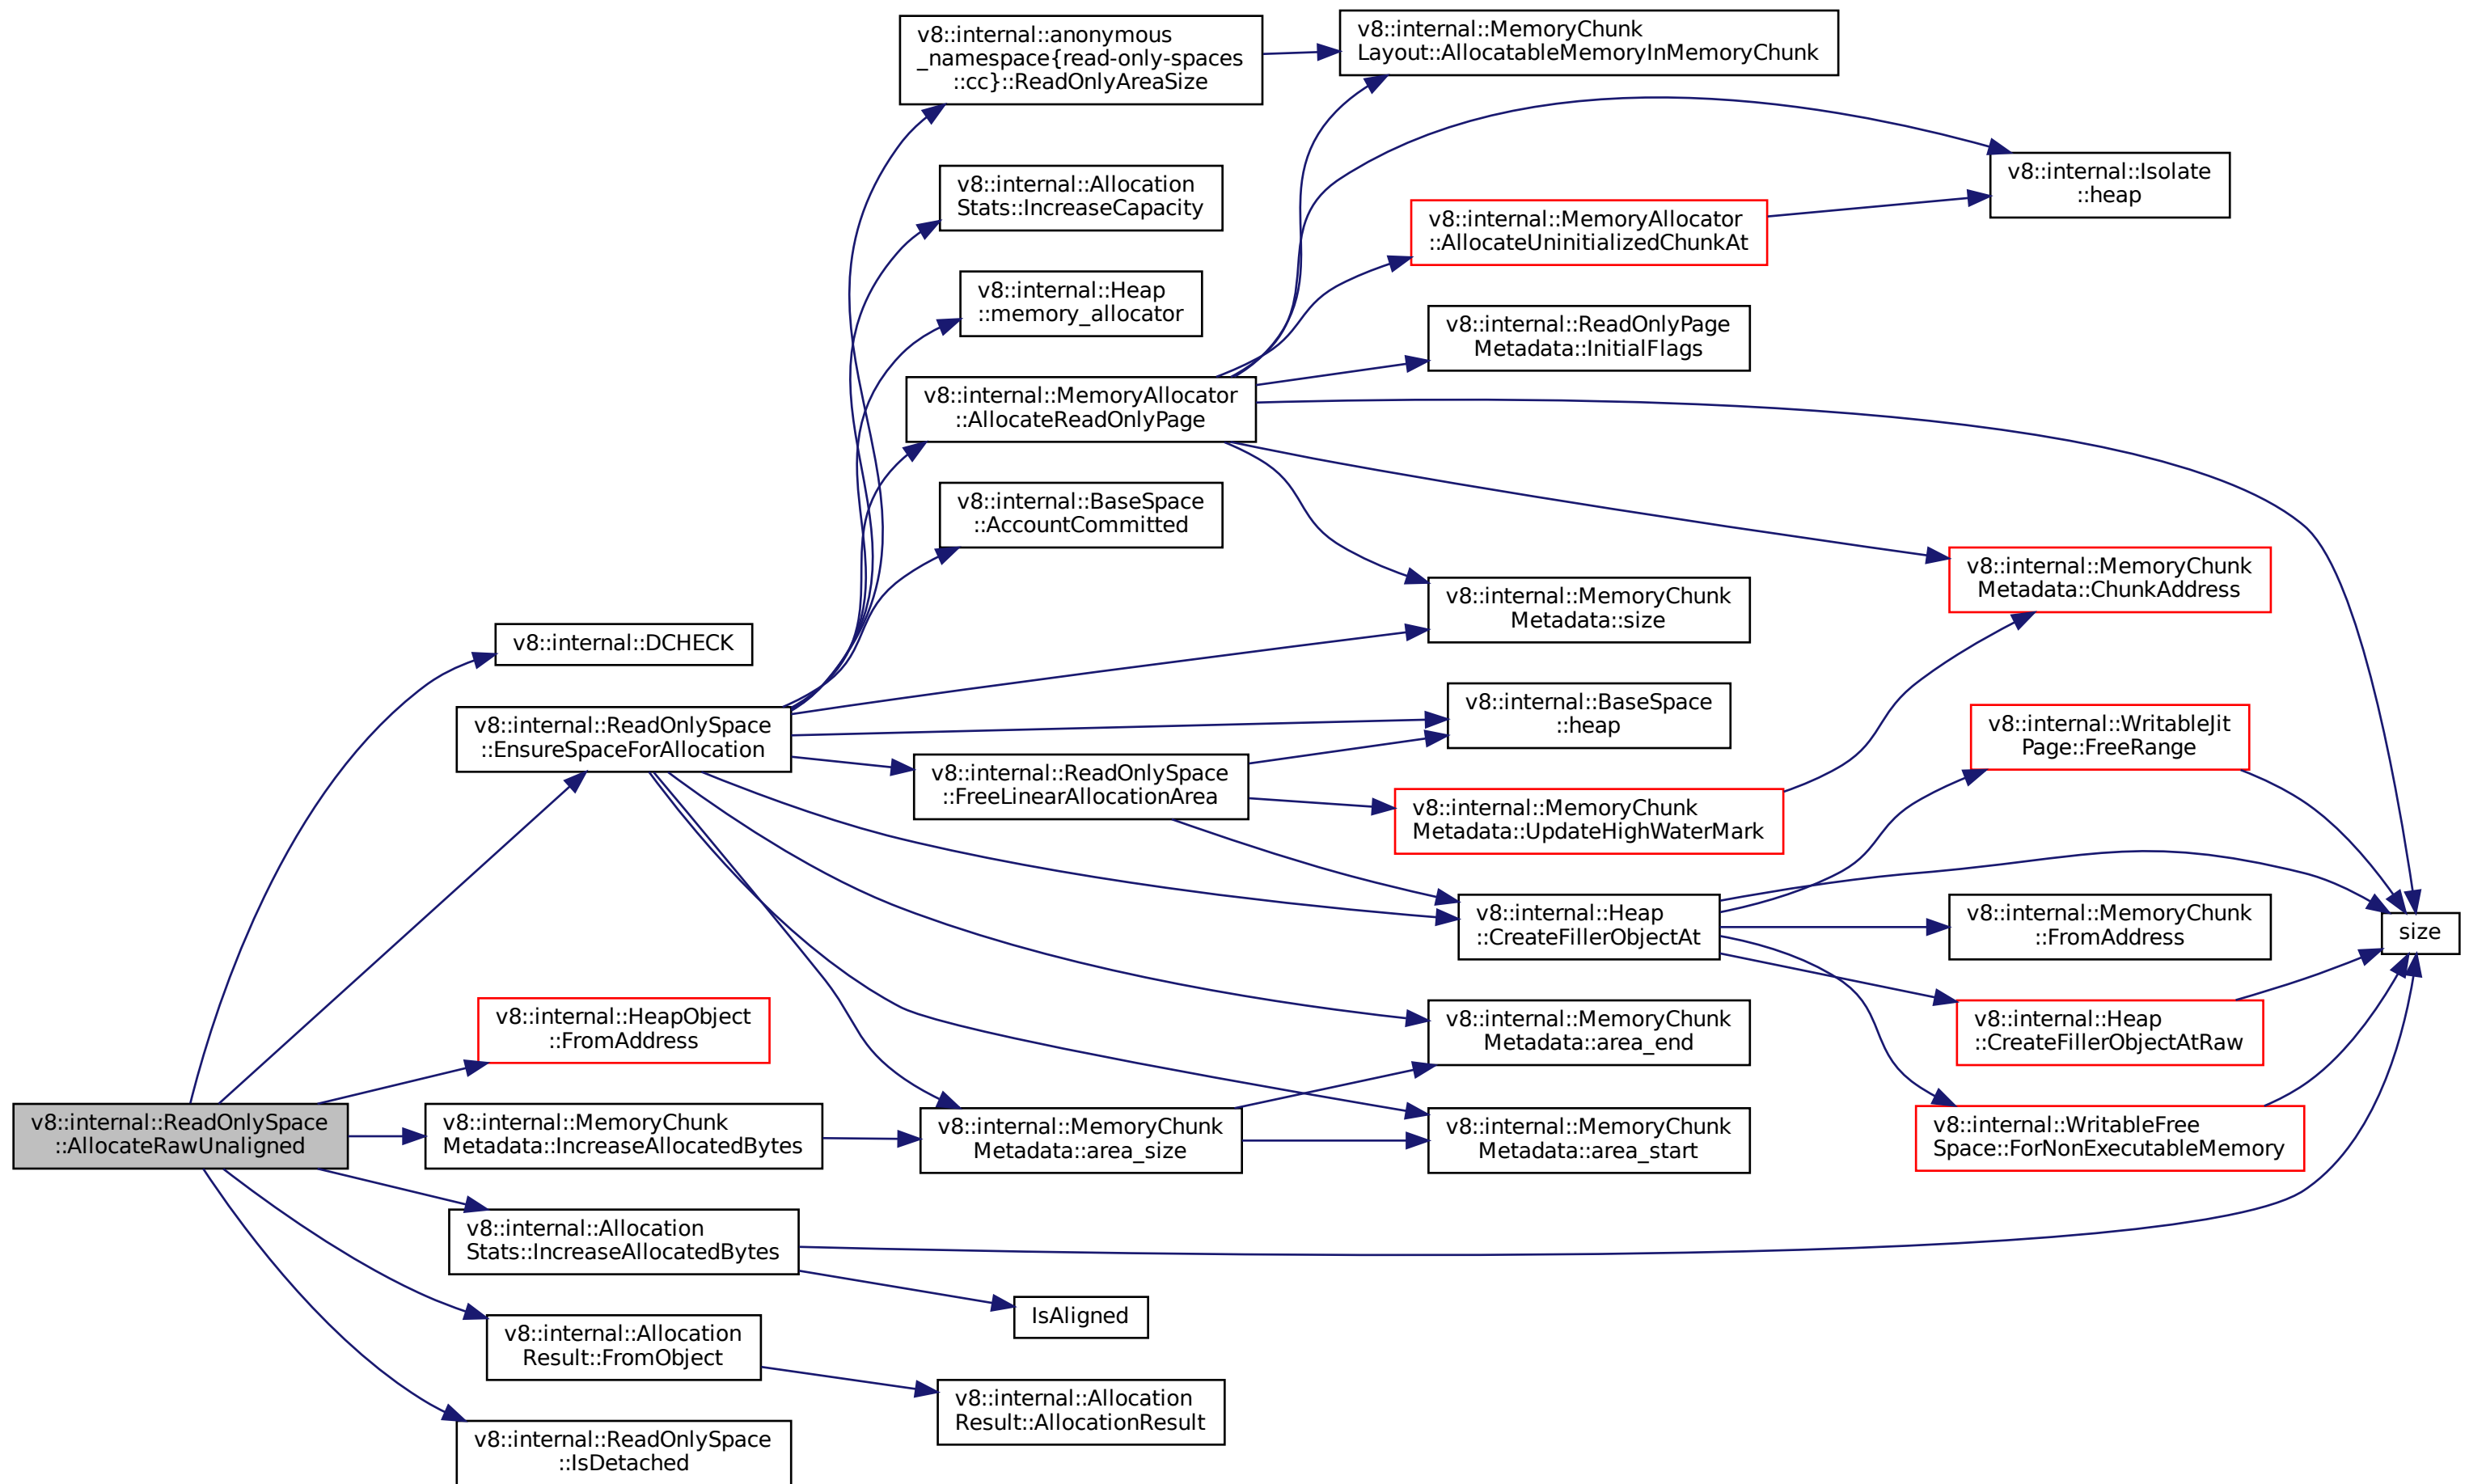 v8::internal::ReadOnlySpace
::AllocateRawUnaligned
v8::internal::DCHECK
v8::internal::ReadOnlySpace
::EnsureSpaceForAllocation
v8::internal::HeapObject
::FromAddress
v8::internal::MemoryChunk
Metadata::IncreaseAllocatedBytes
v8::internal::Allocation
Stats::IncreaseAllocatedBytes
v8::internal::Allocation
Result::FromObject
v8::internal::ReadOnlySpace
::IsDetached
v8::internal::anonymous
_namespace{read-only-spaces
::cc}::ReadOnlyAreaSize
v8::internal::Allocation
Stats::IncreaseCapacity
v8::internal::Heap
::memory_allocator
v8::internal::MemoryAllocator
::AllocateReadOnlyPage
v8::internal::BaseSpace
::AccountCommitted
v8::internal::ReadOnlySpace
::FreeLinearAllocationArea
v8::internal::MemoryChunk
Metadata::area_size
IsAligned
v8::internal::Allocation
Result::AllocationResult
v8::internal::MemoryChunk
Layout::AllocatableMemoryInMemoryChunk
v8::internal::MemoryAllocator
::AllocateUninitializedChunkAt
v8::internal::ReadOnlyPage
Metadata::InitialFlags
v8::internal::MemoryChunk
Metadata::size
v8::internal::BaseSpace
::heap
v8::internal::MemoryChunk
Metadata::UpdateHighWaterMark
v8::internal::Heap
::CreateFillerObjectAt
v8::internal::MemoryChunk
Metadata::area_end
v8::internal::MemoryChunk
Metadata::area_start
v8::internal::Isolate
::heap
v8::internal::MemoryChunk
Metadata::ChunkAddress
v8::internal::WritableJit
Page::FreeRange
v8::internal::MemoryChunk
::FromAddress
v8::internal::Heap
::CreateFillerObjectAtRaw
v8::internal::WritableFree
Space::ForNonExecutableMemory
size